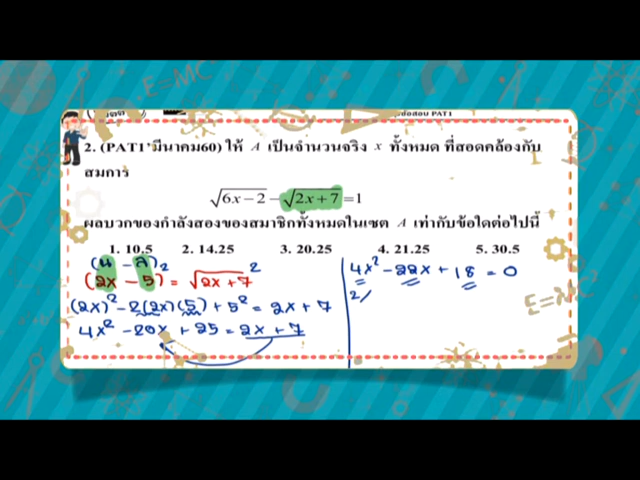 E=MC²
ข้อสอบ PAT1
2. (PAT1'มีนาคม60) ให้ A เป็นจำนวนจริง x ทั้งหมด ที่สอดคล้องกับ
สมการ
√(6x − 2) − √(2x + 7) = 1
ผลบวกของกำลังสองของสมาชิกทั้งหมดในเซต A เท่ากับข้อใดต่อไปนี้
1. 10.5 2. 14.25 3. 20.25 4. 21.25 5. 30.5
(น − ล)²
(2x − 5) = √(2x + 7)²
(2x)² − 2(2x)(5) + 5² = 2x + 7
4x² − 20x + 25 = 2x + 7
4x² − 22x + 18 = 0
E=MC